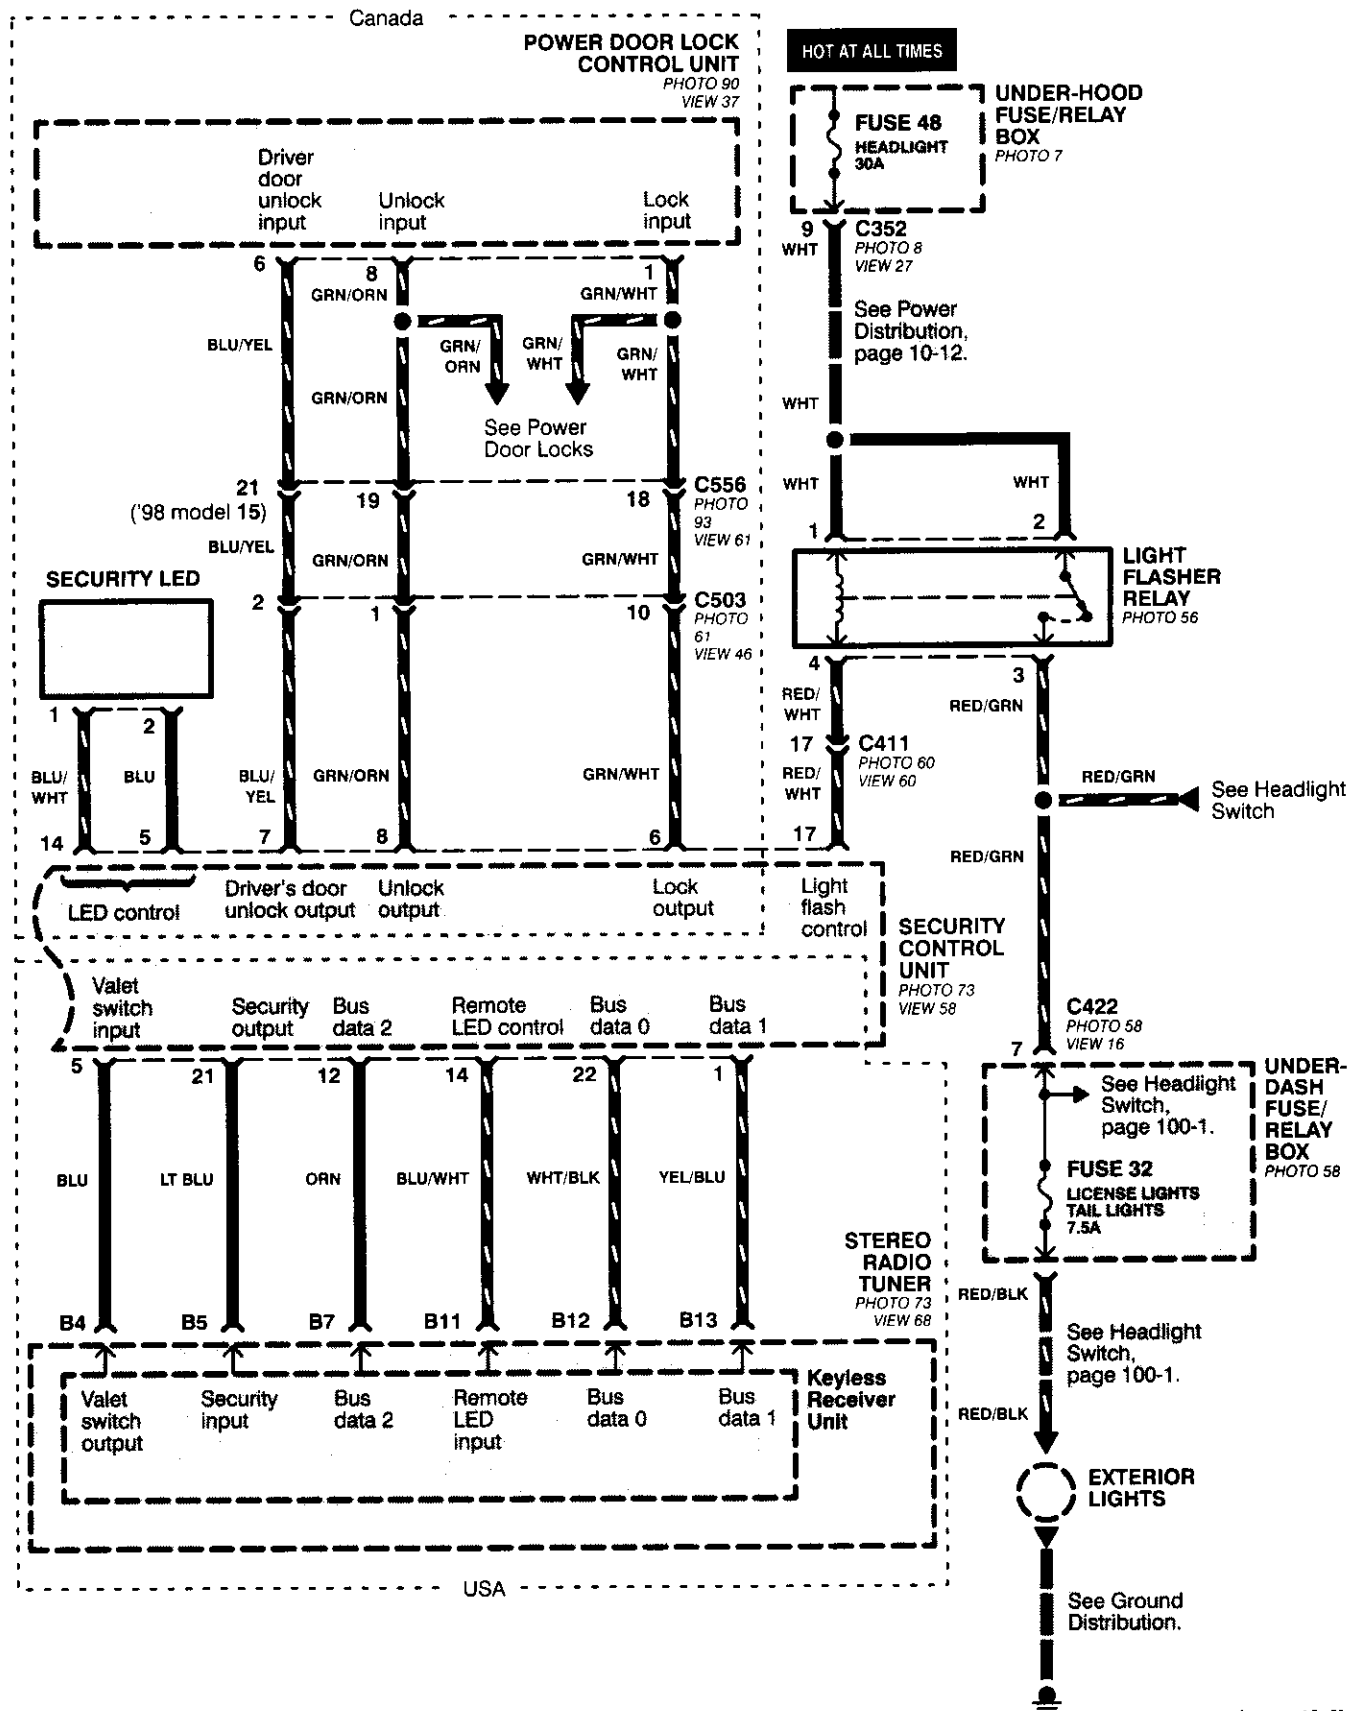 Canada
POWER DOOR LOCK
CONTROL UNIT
PHOTO 90
VIEW 37
Driver
door
unlock
input
Unlock
input
Lock
input
6
8
1
GRN/ORN
GRN/WHT
BLU/YEL
GRN/
ORN
GRN/
WHT
GRN/
WHT
GRN/ORN
See Power
Door Locks
21
('98 model 15)
19
18
C556
PHOTO
93
VIEW 61
BLU/YEL
GRN/ORN
GRN/WHT
SECURITY LED
2
1
10
C503
PHOTO
61
VIEW 46
1
2
BLU/
WHT
BLU
BLU/
YEL
GRN/ORN
GRN/WHT
14
5
7
8
6
17
LED control
Driver's door
unlock output
Unlock
output
Lock
output
Light
flash
control
SECURITY
CONTROL
UNIT
PHOTO 73
VIEW 58
HOT AT ALL TIMES
UNDER-HOOD
FUSE/RELAY
BOX
PHOTO 7
FUSE 48
HEADLIGHT
30A
9
WHT
C352
PHOTO 8
VIEW 27
See Power
Distribution,
page 10-12.
WHT
WHT
WHT
1
2
LIGHT
FLASHER
RELAY
PHOTO 56
4
3
RED/
WHT
RED/GRN
17
C411
PHOTO 60
VIEW 60
RED/
WHT
RED/GRN
See Headlight
Switch
RED/GRN
C422
PHOTO 58
VIEW 16
7
UNDER-
DASH
FUSE/
RELAY
BOX
PHOTO 58
See Headlight
Switch,
page 100-1.
FUSE 32
LICENSE LIGHTS
TAIL LIGHTS
7.5A
RED/BLK
See Headlight
Switch,
page 100-1.
RED/BLK
EXTERIOR
LIGHTS
See Ground
Distribution.
Valet
switch
input
Security
output
Bus
data 2
Remote
LED control
Bus
data 0
Bus
data 1
5
21
12
14
22
1
BLU
LT BLU
ORN
BLU/WHT
WHT/BLK
YEL/BLU
STEREO
RADIO
TUNER
PHOTO 73
VIEW 68
B4
B5
B7
B11
B12
B13
Valet
switch
output
Security
input
Bus
data 2
Remote
LED
input
Bus
data 0
Bus
data 1
Keyless
Receiver
Unit
USA